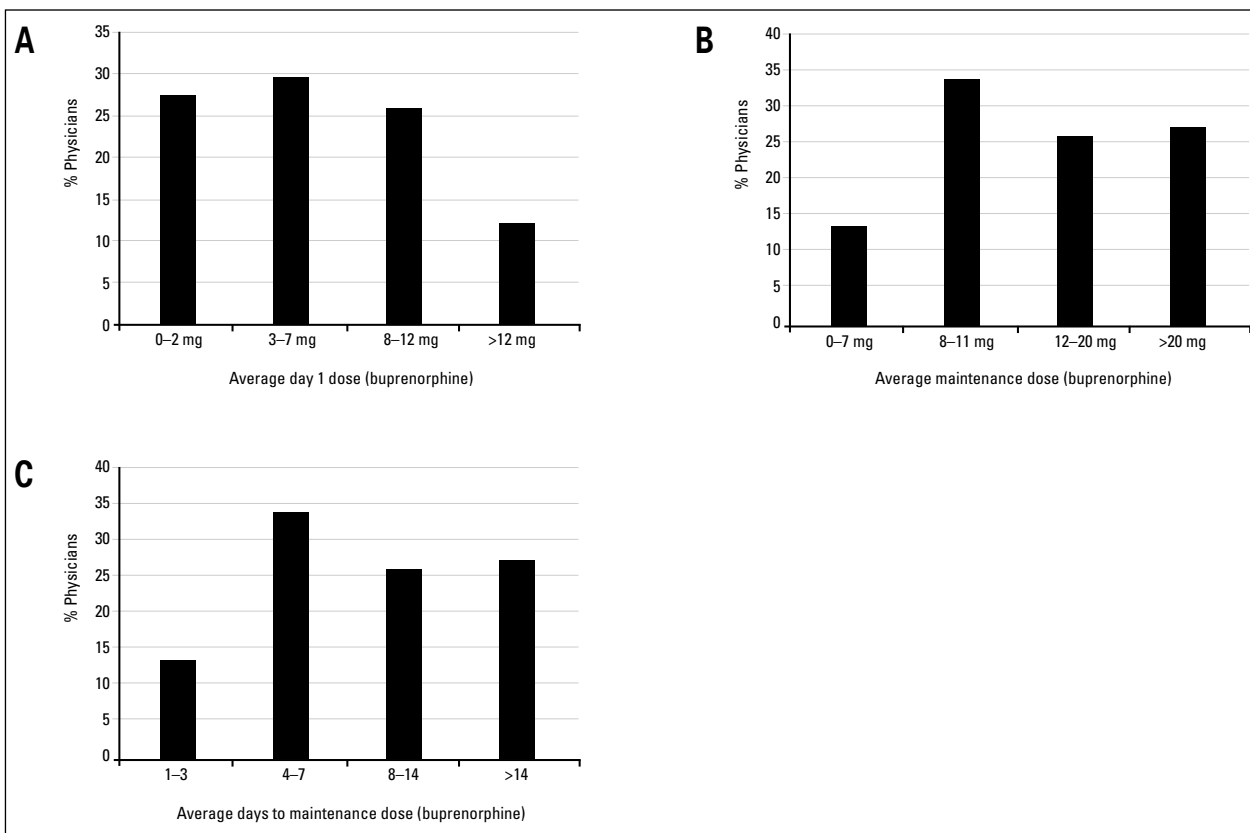 A
35
30
25
20
15
10
5
0
% Physicians
0–2 mg 3–7 mg 8–12 mg >12 mg
Average day 1 dose (buprenorphine)
B
40
35
30
25
20
15
10
5
0
% Physicians
0–7 mg 8–11 mg 12–20 mg >20 mg
Average maintenance dose (buprenorphine)
C
40
35
30
25
20
15
10
5
0
% Physicians
1–3 4–7 8–14 >14
Average days to maintenance dose (buprenorphine)